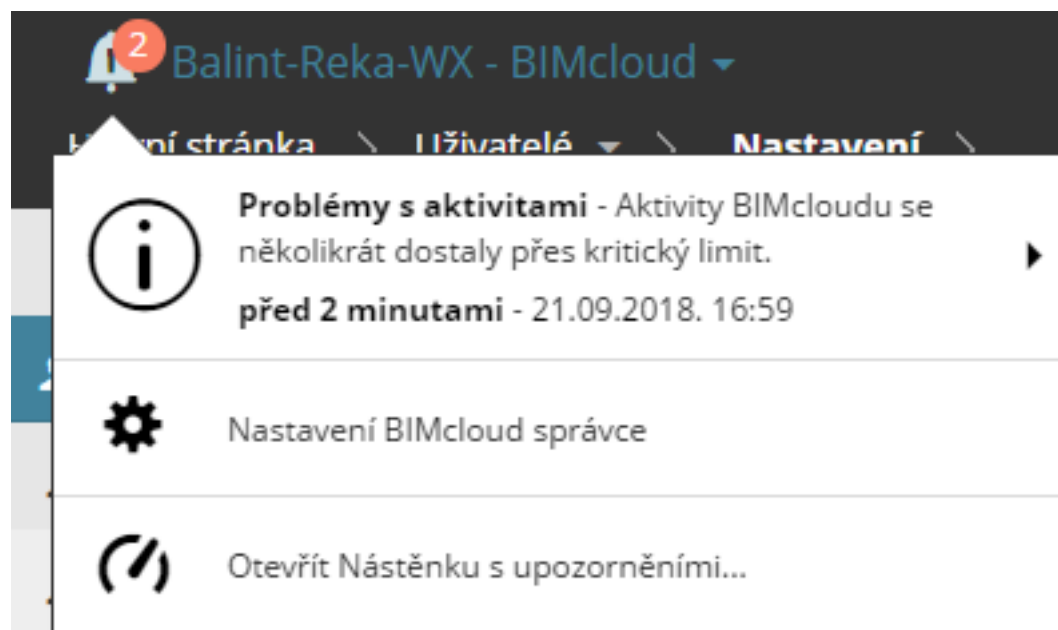 2
Balint-Reka-WX - BIMcloud
stránka Uživatelé Nastavení
Problémy s aktivitami - Aktivity BIMcloudu se
několikrát dostaly přes kritický limit.
před 2 minutami - 21.09.2018. 16:59
Nastavení BIMcloud správce
Otevřít Nástěnku s upozorněními...